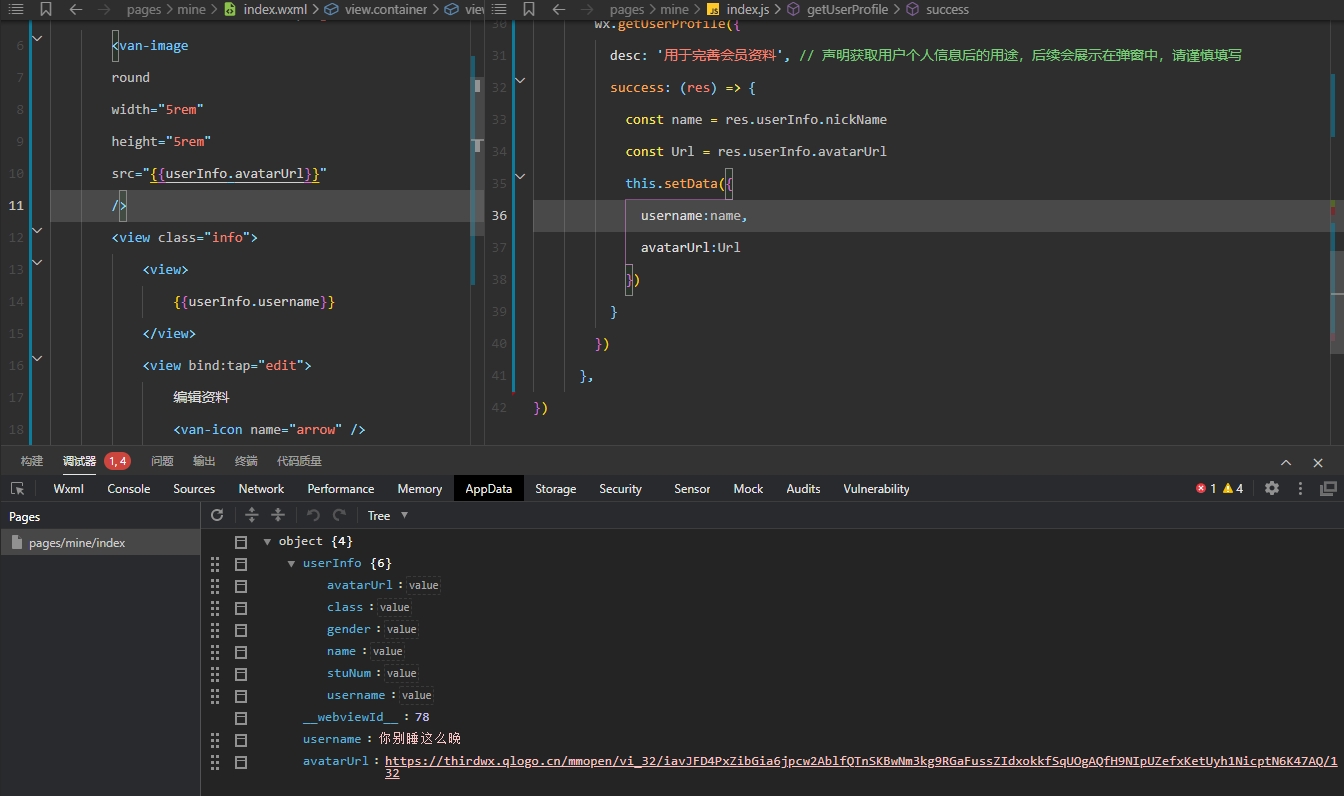 pages > mine > index.wxml > view.container > view
6 <van-image
7 round
8 width="5rem"
9 height="5rem"
10 src="{{userInfo.avatarUrl}}"
11 />
12 <view class="info">
13 <view>
14 {{userInfo.username}}
15 </view>
16 <view bind:tap="edit">
17 编辑资料
18 <van-icon name="arrow" />
pages > mine > index.js > getUserProfile > success
30 wx.getUserProfile({
31 desc: '用于完善会员资料', // 声明获取用户个人信息后的用途，后续会展示在弹窗中，请谨慎填写
32 success: (res) => {
33 const name = res.userInfo.nickName
34 const Url = res.userInfo.avatarUrl
35 this.setData({
36 username:name,
37 avatarUrl:Url
38 })
39 }
40 })
41 },
42 })
构建 调试器 1, 4 问题 输出 终端 代码质量
Wxml Console Sources Network Performance Memory AppData Storage Security Sensor Mock Audits Vulnerability 1 4
Pages
pages/mine/index
Tree
object {4}
userInfo {6}
avatarUrl : value
class : value
gender : value
name : value
stuNum : value
username : value
__webviewId__ : 78
username : 你别睡这么晚
avatarUrl : https://thirdwx.qlogo.cn/mmopen/vi_32/iavJFD4PxZibGia6jpcw2AblfQTnSKBwNm3kg9RGaFussZIdxokkfSqUOgAQfH9NIpUZefxKetUyh1NicptN6K47AQ/1
32